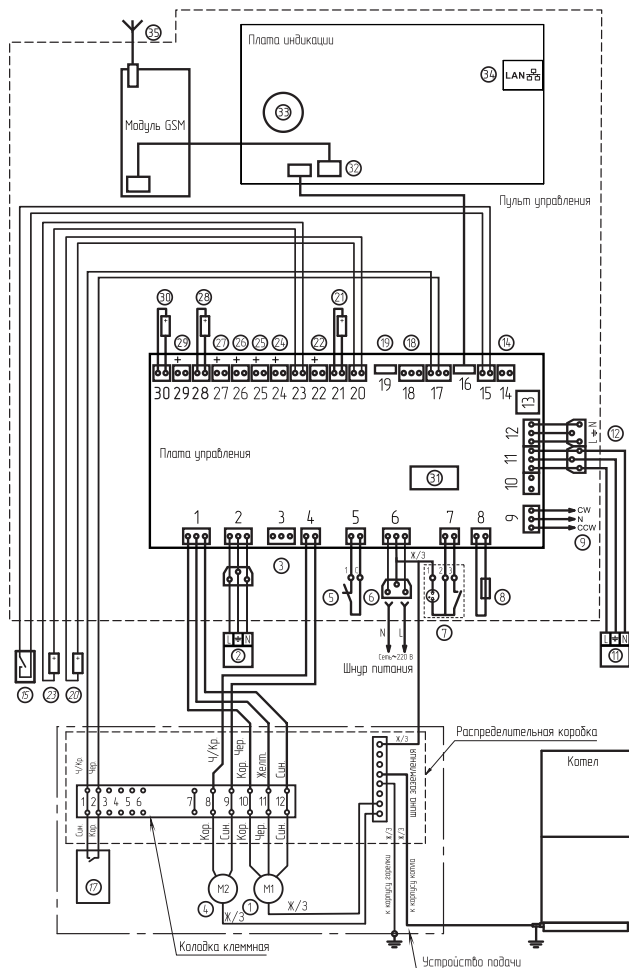 35
Плата индикации
34
LAN
Модуль GSM
33
32
Пульт управления
30
28
21
29
27
26
25
24
22
19
18
14
+ + + + + +
30 29 28 27 26 25 24 23 22 21 20 19 18 17 16 15 14
13
12
L N
12
Плата управления
11
31
10
9
CW
N
CCW
9
1 2 3 4 5 6 7 8
Ж/З
3
1
2 3
5
6
8
7
L N
2
N L
Сеть~220 В
Шнур питания
L N
11
15
23
20
Распределительная коробка
Ж/З
шина заземления
Котел
Ч/Кр.
Чер.
Ч/Кр
Чер.
Кор.
Желт.
Син.
1 2 3 4 5 6 7 8 9 10 11 12
Син.
Кор.
Кор.
Син.
Кор.
Чер.
Син.
Ж/З
Ж/З
к корпусу горелки
к корпусу котла
17
M2
M1
4
1
Ж/З
Ж/З
Колодка клеммная
Устройство подачи